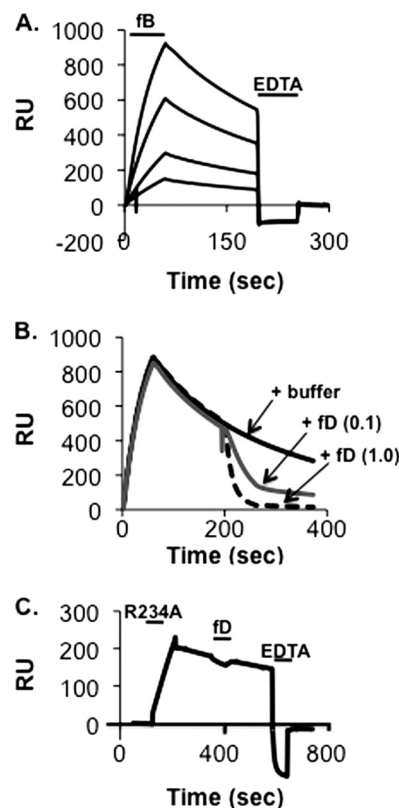 A.
fB
EDTA
RU
1000
800
600
400
200
0
-200
0 150 300
Time (sec)
B.
RU
1000
800
600
400
200
0
+ buffer
+ fD (0.1)
+ fD (1.0)
0 200 400
Time (sec)
C.
RU
300
200
100
0
R234A
fD
EDTA
0 400 800
Time (sec)